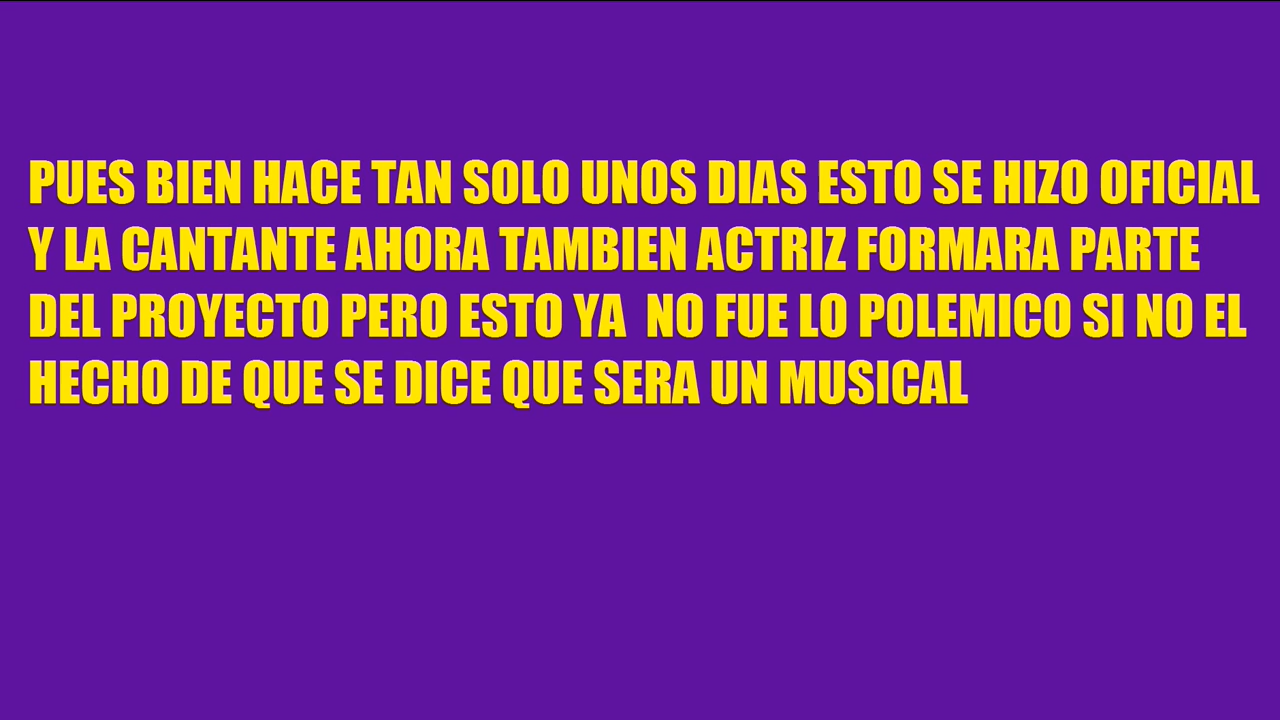 PUES BIEN HACE TAN SOLO UNOS DIAS ESTO SE HIZO OFICIAL
Y LA CANTANTE AHORA TAMBIEN ACTRIZ FORMARA PARTE
DEL PROYECTO PERO ESTO YA  NO FUE LO POLEMICO SI NO EL
HECHO DE QUE SE DICE QUE SERA UN MUSICAL